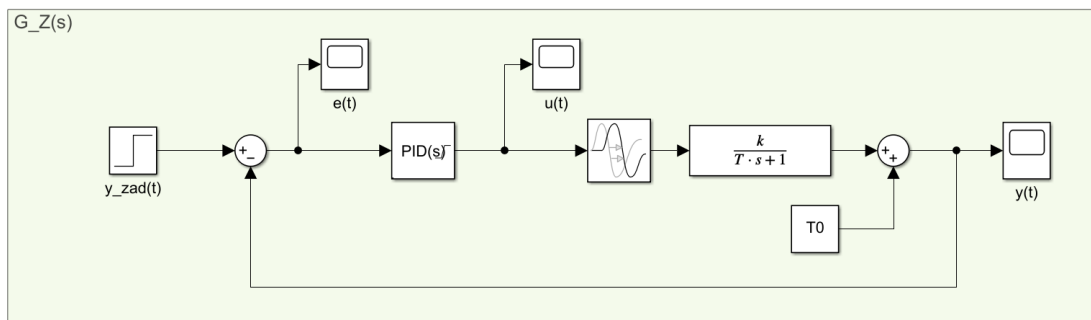 G_Z(s)
e(t)
u(t)
+
−
PID(s)
k
T · s + 1
+
+
y_zad(t)
T0
y(t)